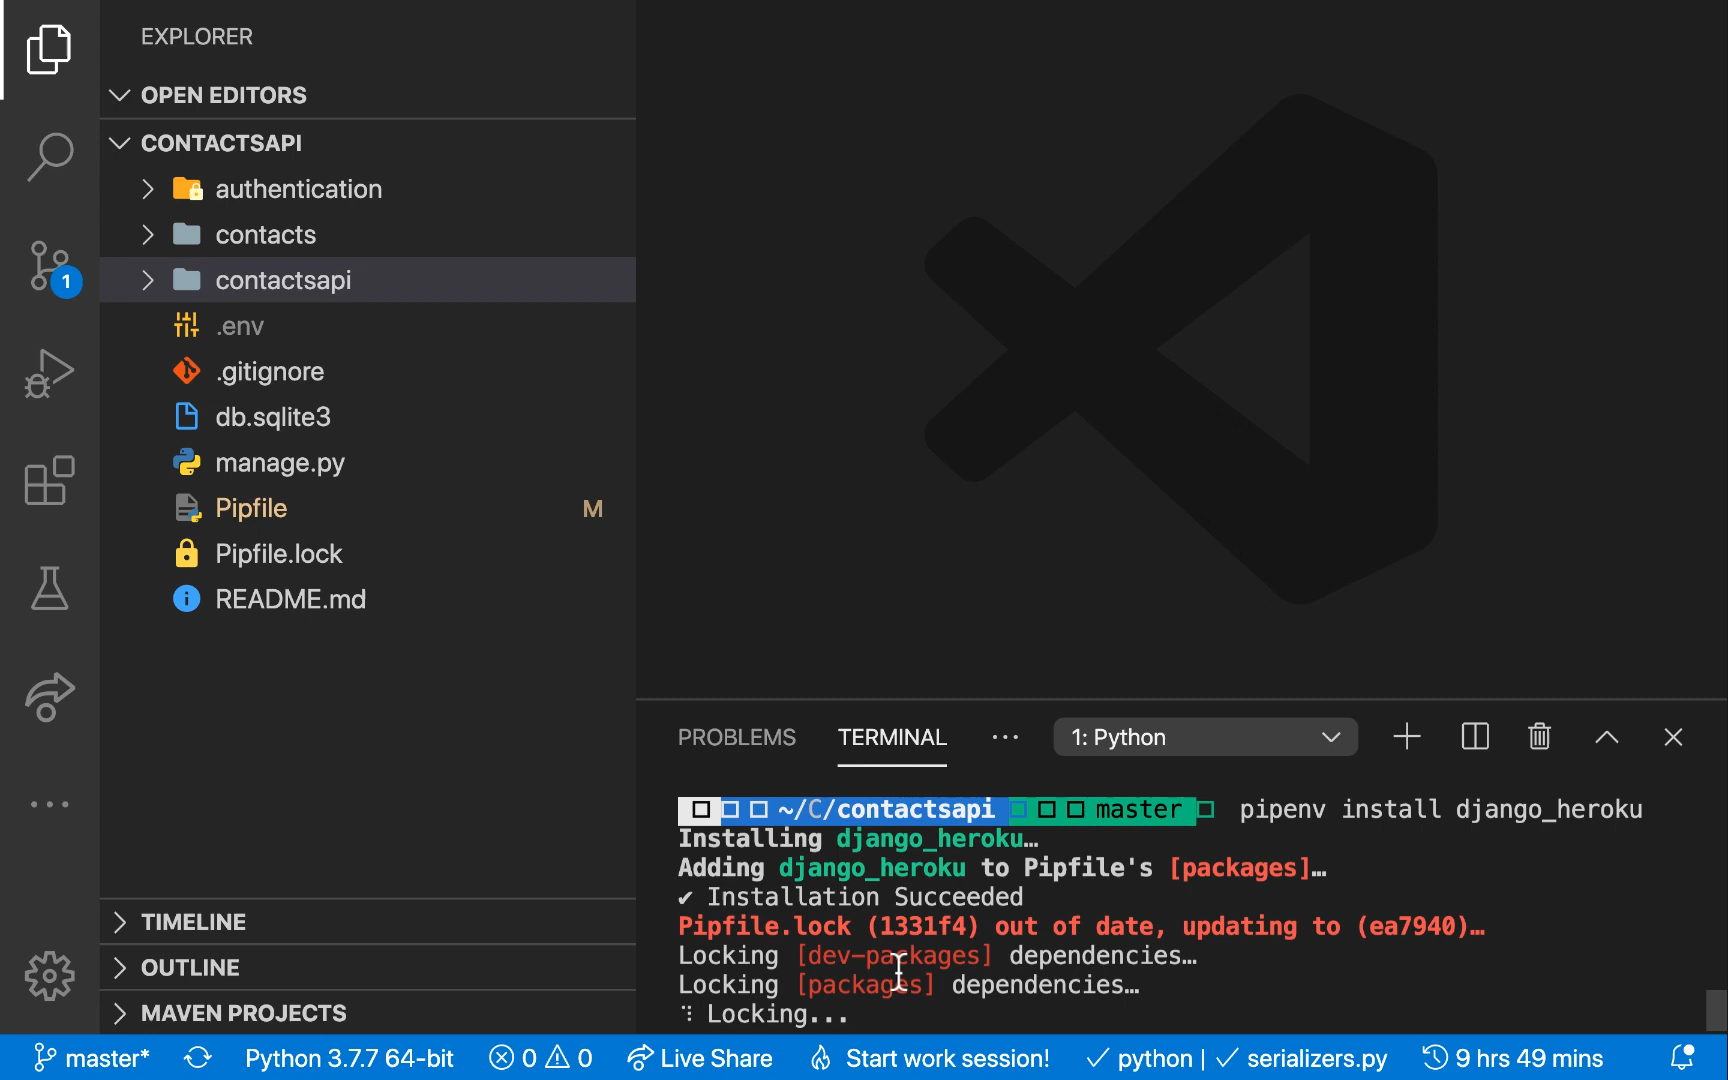 EXPLORER
OPEN EDITORS
CONTACTSAPI
authentication
contacts
contactsapi
.env
.gitignore
db.sqlite3
manage.py
Pipfile M
Pipfile.lock
README.md
TIMELINE
OUTLINE
MAVEN PROJECTS
1
PROBLEMS TERMINAL ... 1: Python
~/C/contactsapi master pipenv install django_heroku
Installing django_heroku…
Adding django_heroku to Pipfile's [packages]…
✔ Installation Succeeded
Pipfile.lock (1331f4) out of date, updating to (ea7940)…
Locking [dev-packages] dependencies…
Locking [packages] dependencies…
Locking...
master* Python 3.7.7 64-bit 0 0 Live Share Start work session! ✓ python | ✓ serializers.py 9 hrs 49 mins